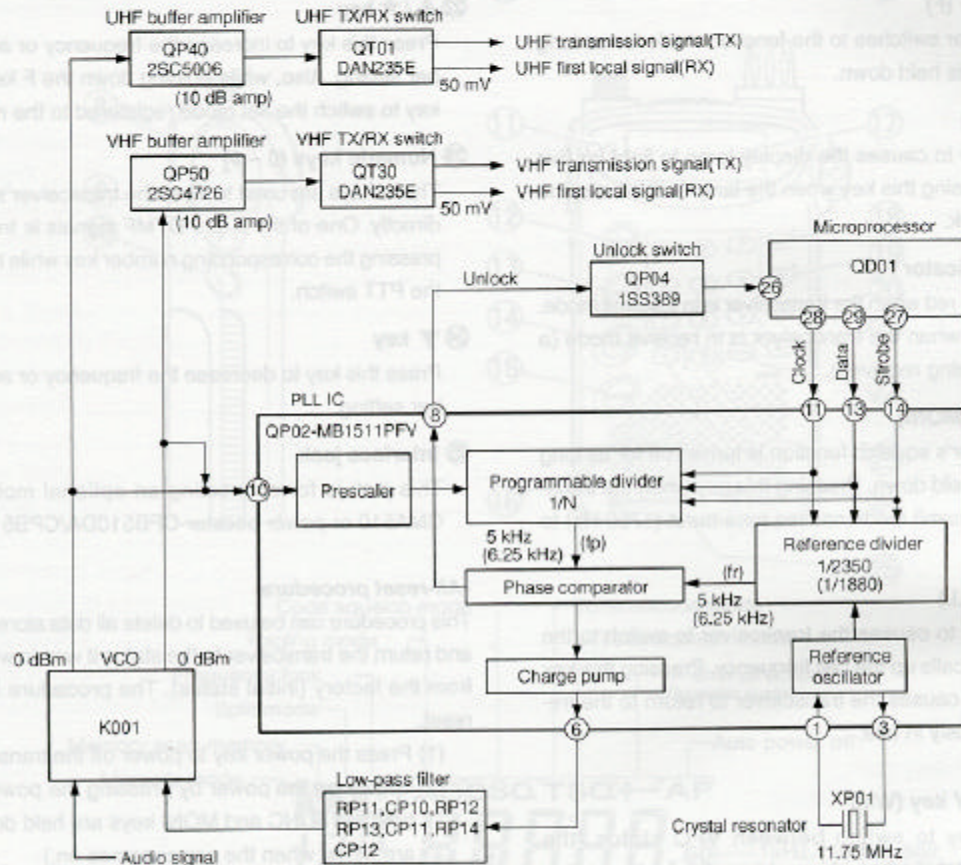 UHF buffer amplifier
UHF TX/RX switch
QP40
2SC5006
(10 dB amp)
QT01
DAN235E
50 mV
UHF transmission signal(TX)
UHF first local signal(RX)
VHF buffer amplifier
VHF TX/RX switch
QP50
2SC4726
(10 dB amp)
QT30
DAN235E
50 mV
VHF transmission signal(TX)
VHF first local signal(RX)
Microprocessor
QD01
Unlock
Unlock switch
QP04
1SS389
26
28
29
27
Clock
Data
Strobe
PLL IC
QP02-MB1511PFV
8
11
13
14
10
Prescaler
Programmable divider
1/N
5 kHz
(6.25 kHz)
(fp)
Reference divider
1/2350
(1/1880)
Phase comparator
(fr)
5 kHz
(6.25 kHz)
0 dBm
VCO
0 dBm
K001
Charge pump
Reference
oscillator
6
1
3
Low-pass filter
RP11,CP10,RP12
RP13,CP11,RP14
CP12
Audio signal
XP01
Crystal resonator
11.75 MHz